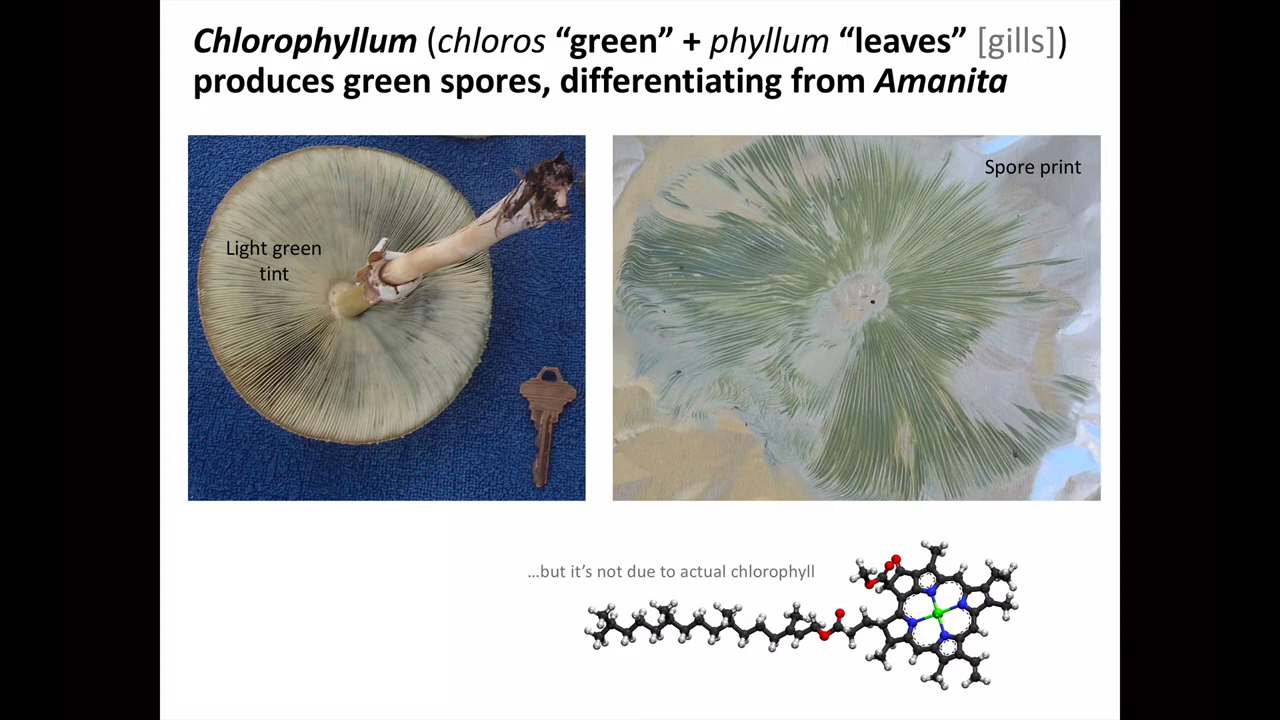 Chlorophyllum (chloros “green” + phyllum “leaves” [gills])
produces green spores, differentiating from Amanita
Light green
tint
Spore print
…but it’s not due to actual chlorophyll